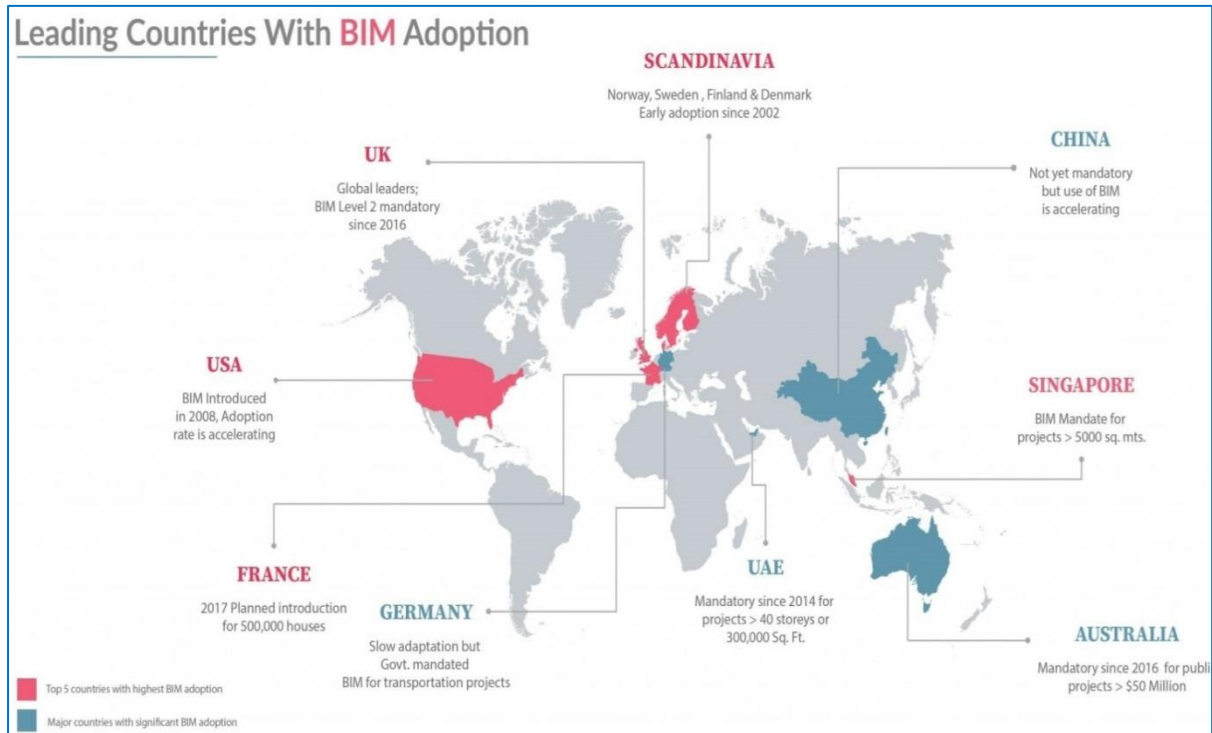 Leading Countries With BIM Adoption
SCANDINAVIA
Norway, Sweden , Finland & Denmark
Early adoption since 2002
UK
Global leaders;
BIM Level 2 mandatory
since 2016
CHINA
Not yet mandatory
but use of BIM
is accelerating
USA
BIM Introduced
in 2008, Adoption
rate is accelerating
SINGAPORE
BIM Mandate for
projects > 5000 sq. mts.
FRANCE
2017 Planned introduction
for 500,000 houses
GERMANY
Slow adaptation but
Govt. mandated
BIM for transportation projects
UAE
Mandatory since 2014 for
projects > 40 storeys or
300,000 Sq. Ft.
AUSTRALIA
Mandatory since 2016 for publi
projects > $50 Million
Top 5 countries with highest BIM adoption
Major countries with significant BIM adoption